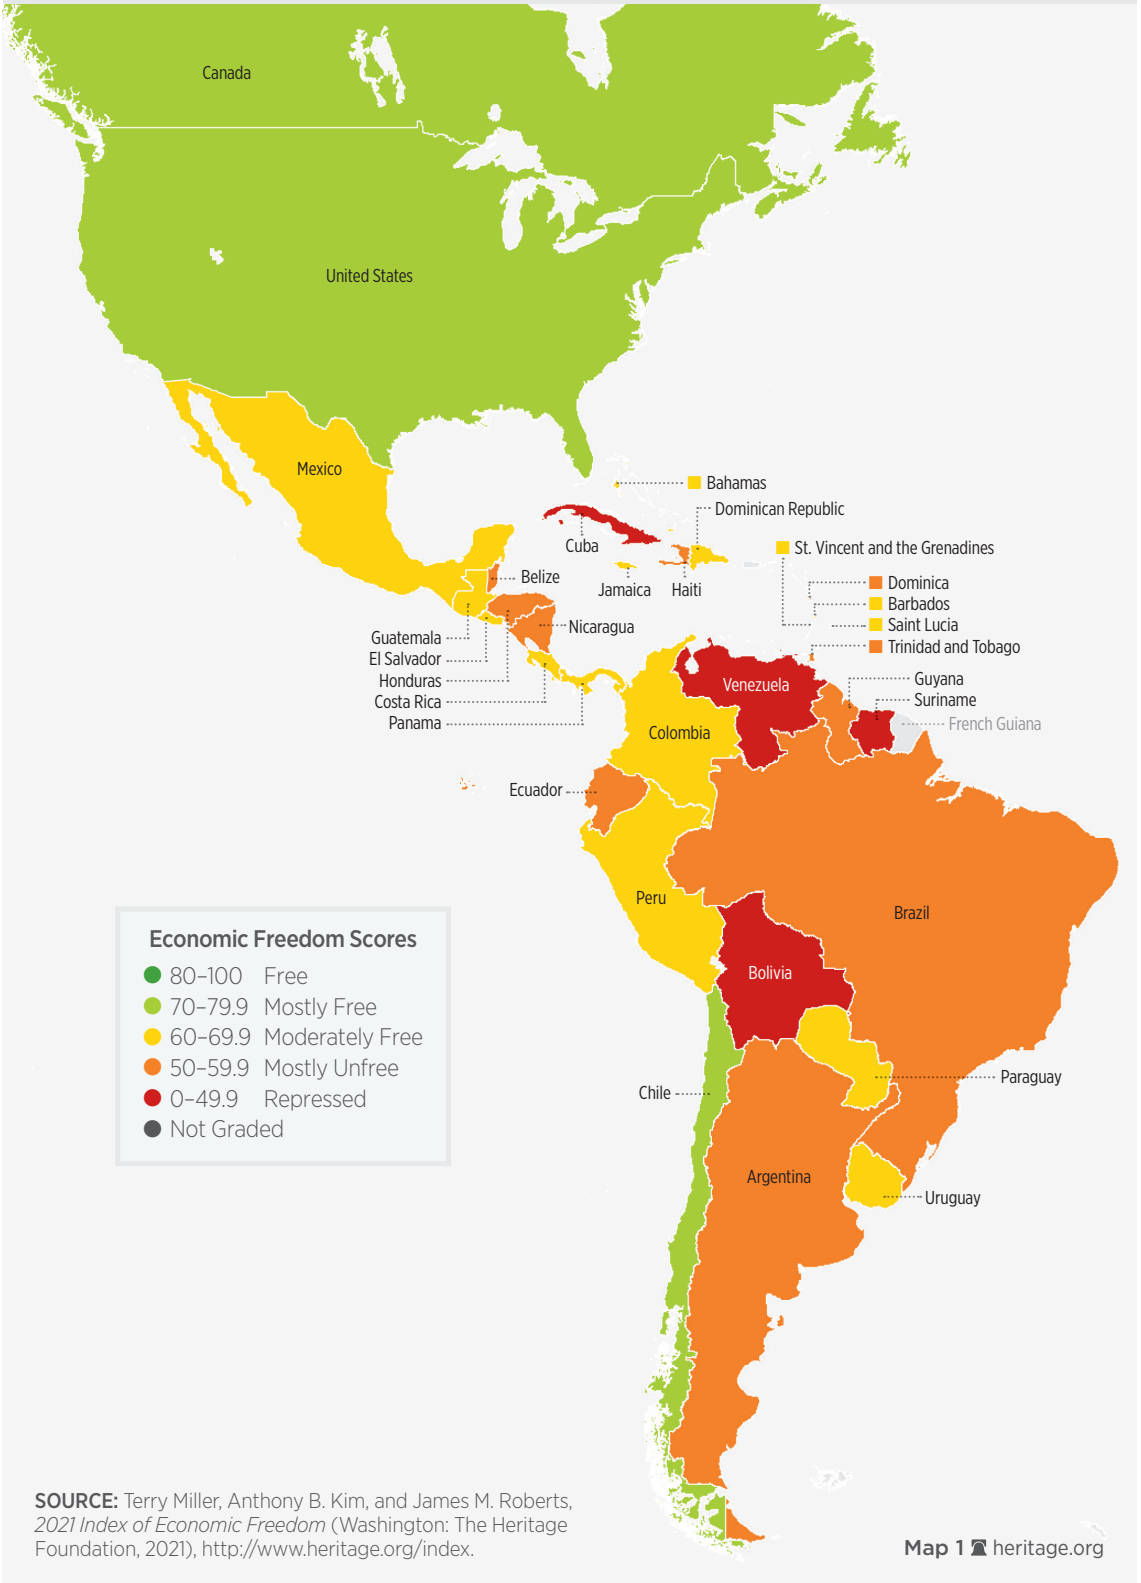 Canada
United States
Mexico
Bahamas
Dominican Republic
Cuba
St. Vincent and the Grenadines
Belize
Jamaica
Haiti
Dominica
Barbados
Saint Lucia
Trinidad and Tobago
Nicaragua
Guatemala
El Salvador
Honduras
Costa Rica
Panama
Venezuela
Guyana
Suriname
French Guiana
Colombia
Ecuador
Peru
Brazil
Bolivia
Economic Freedom Scores
80–100 Free
70–79.9 Mostly Free
60–69.9 Moderately Free
50–59.9 Mostly Unfree
0–49.9 Repressed
Not Graded
Paraguay
Chile
Argentina
Uruguay
SOURCE: Terry Miller, Anthony B. Kim, and James M. Roberts,
2021 Index of Economic Freedom (Washington: The Heritage
Foundation, 2021), http://www.heritage.org/index.
Map 1 heritage.org